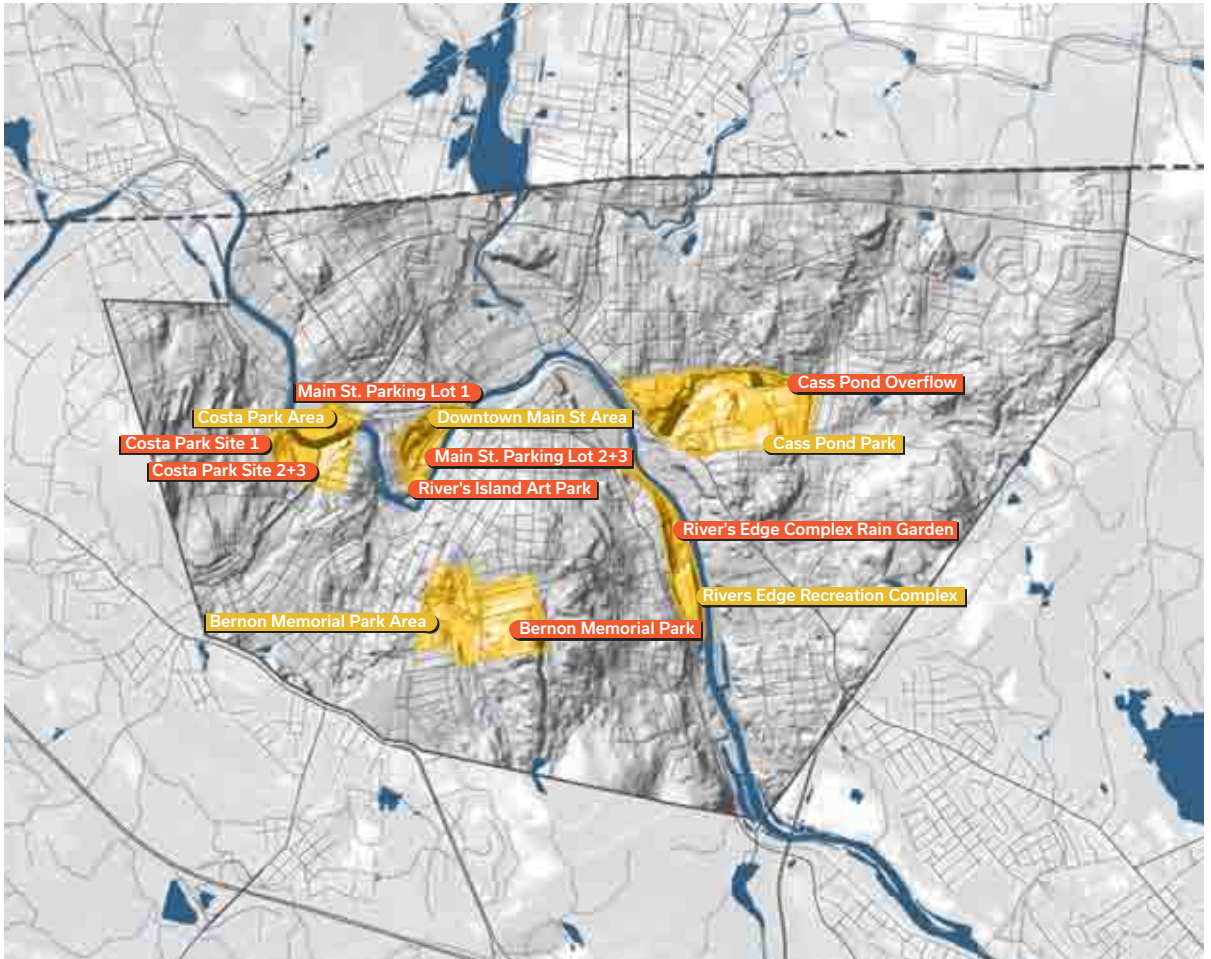 Cass Pond Overflow
Main St. Parking Lot 1
Costa Park Area
Downtown Main St Area
Costa Park Site 1
Cass Pond Park
Main St. Parking Lot 2+3
Costa Park Site 2+3
River's Island Art Park
River's Edge Complex Rain Garden
Rivers Edge Recreation Complex
Bernon Memorial Park Area
Bernon Memorial Park